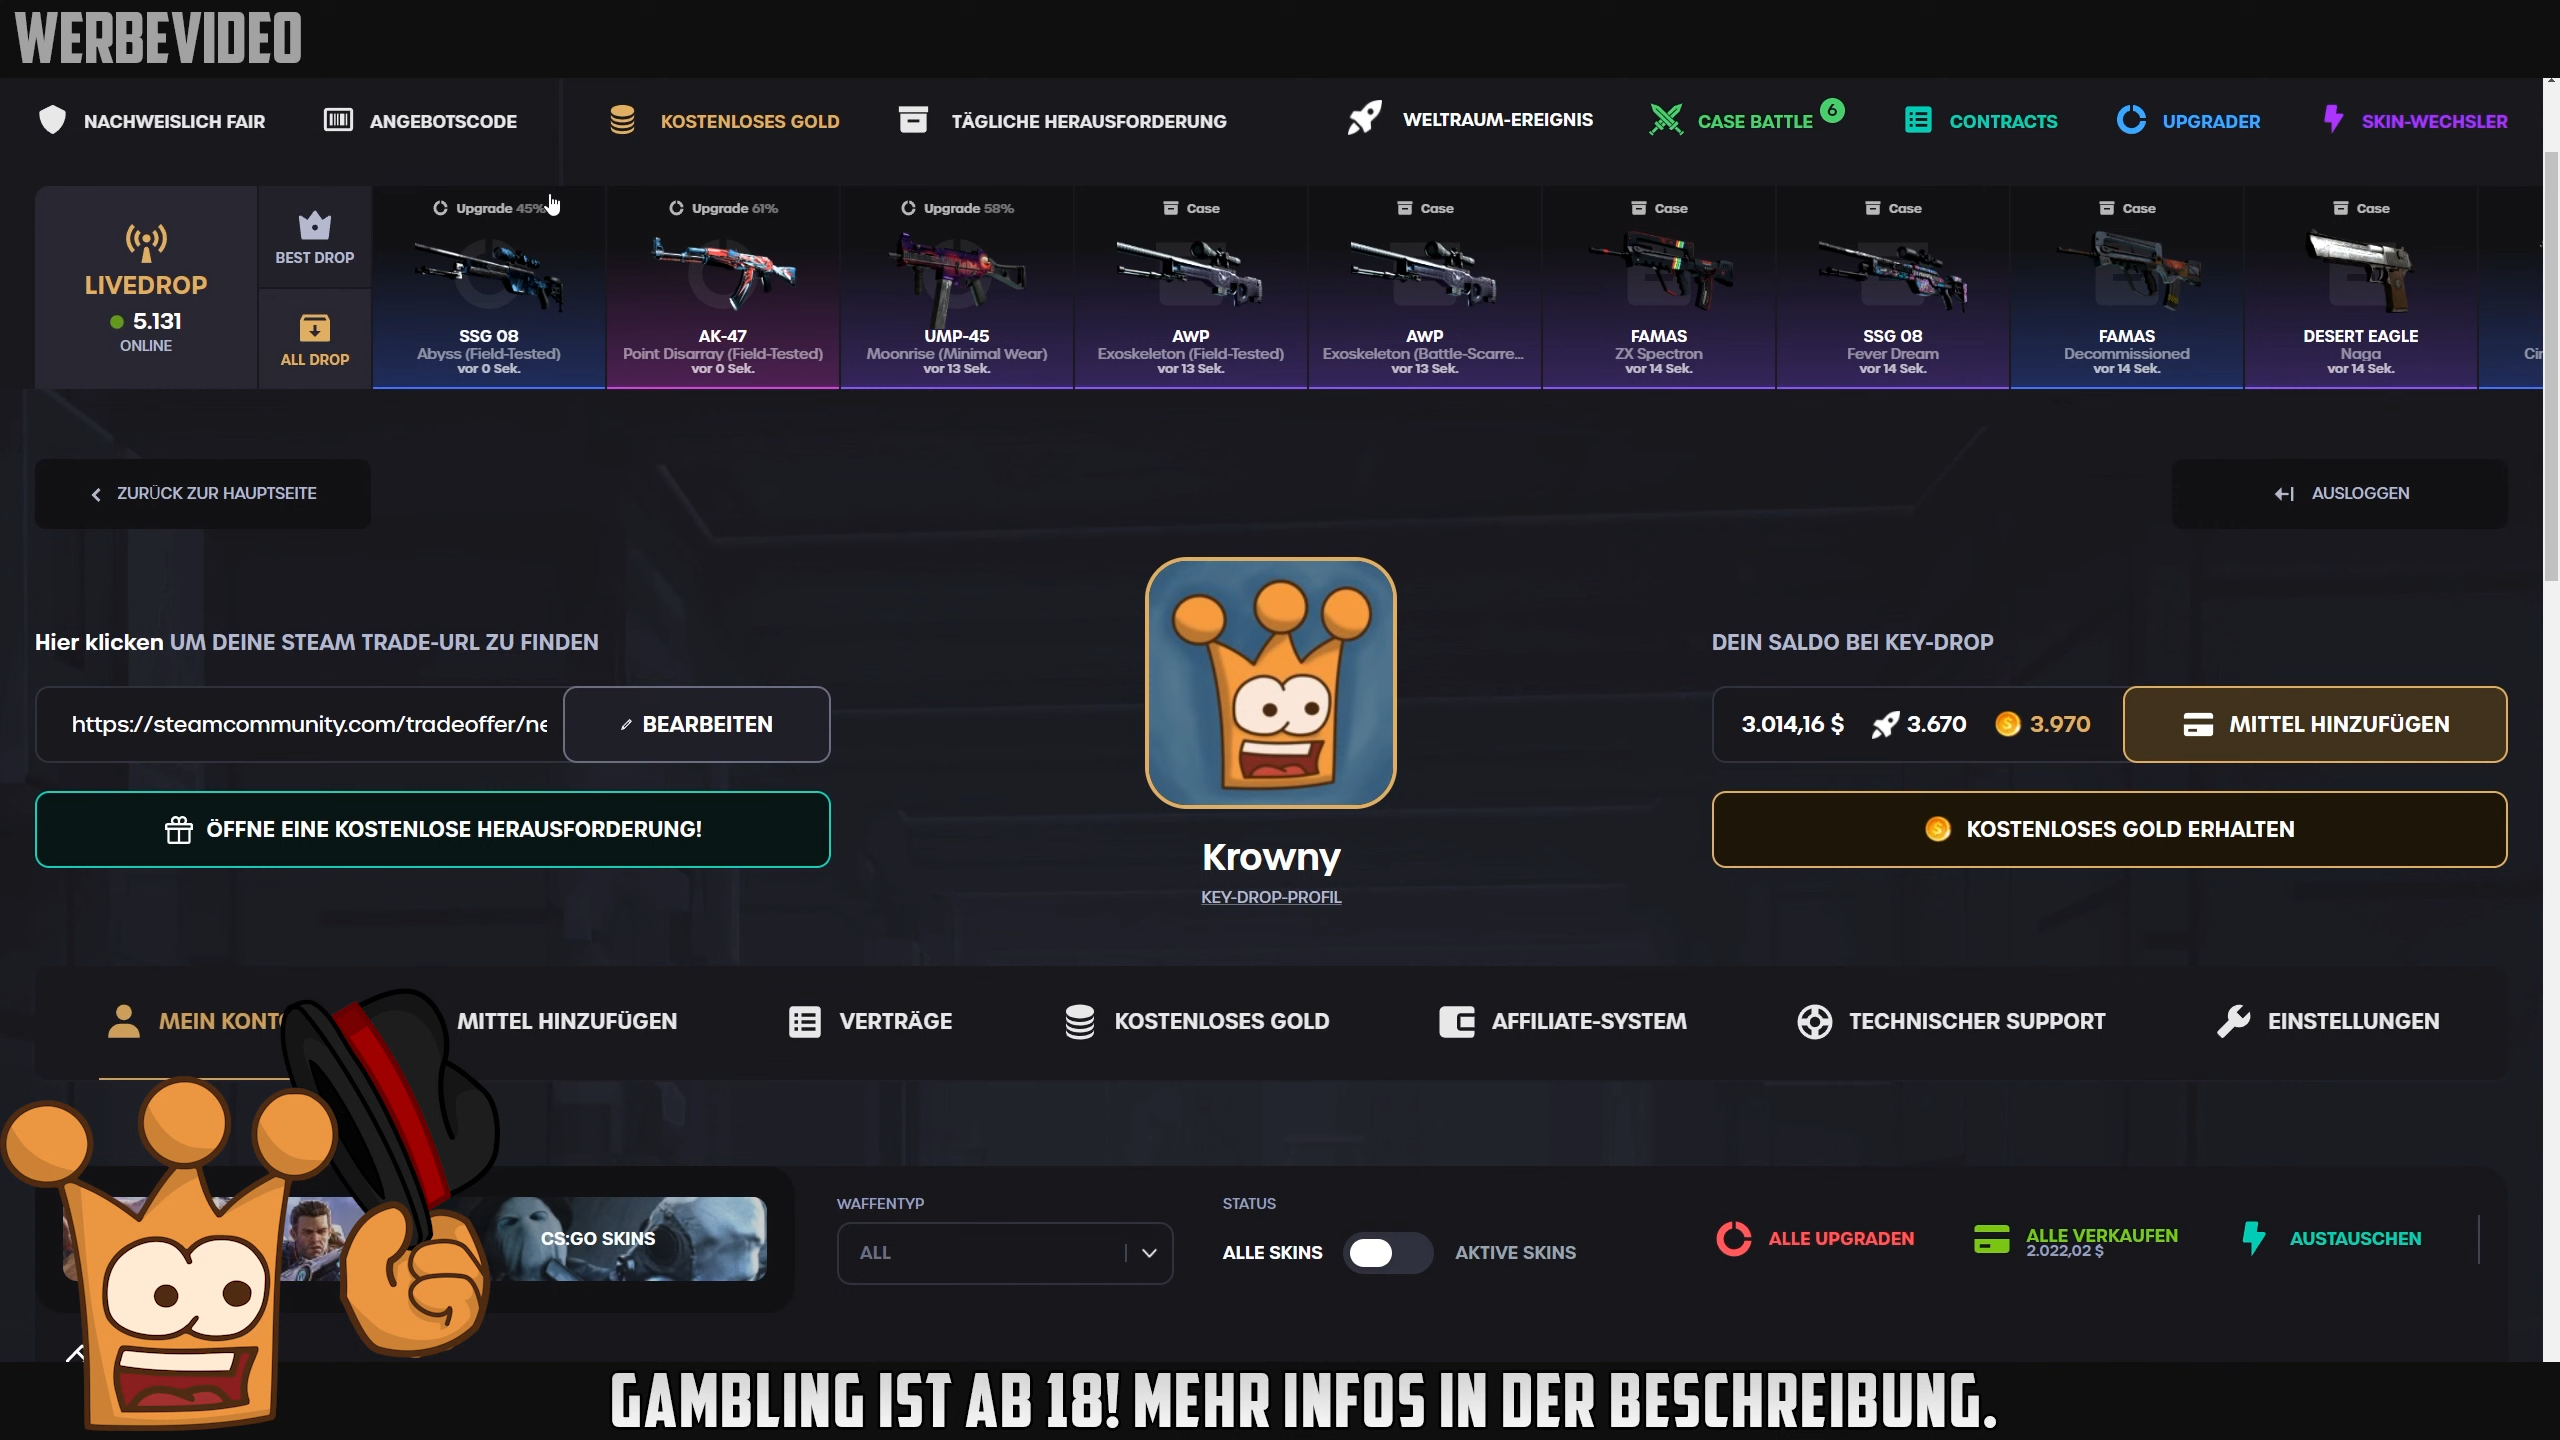 WERBEVIDEO
NACHWEISLICH FAIR
ANGEBOTSCODE
KOSTENLOSES GOLD
TÄGLICHE HERAUSFORDERUNG
WELTRAUM-EREIGNIS
CASE BATTLE
6
CONTRACTS
UPGRADER
SKIN-WECHSLER
LIVEDROP
5.131
ONLINE
BEST DROP
ALL DROP
Upgrade 45%
SSG 08
Abyss (Field-Tested)
vor 0 Sek.
Upgrade 61%
AK-47
Point Disarray (Field-Tested)
vor 0 Sek.
Upgrade 58%
UMP-45
Moonrise (Minimal Wear)
vor 13 Sek.
Case
AWP
Exoskeleton (Field-Tested)
vor 13 Sek.
Case
AWP
Exoskeleton (Battle-Scarre...
vor 13 Sek.
Case
FAMAS
ZX Spectron
vor 14 Sek.
Case
SSG 08
Fever Dream
vor 14 Sek.
Case
FAMAS
Decommissioned
vor 14 Sek.
Case
DESERT EAGLE
Naga
vor 14 Sek.
ZURÜCK ZUR HAUPTSEITE
AUSLOGGEN
Hier klicken UM DEINE STEAM TRADE-URL ZU FINDEN
https://steamcommunity.com/tradeoffer/ne
BEARBEITEN
ÖFFNE EINE KOSTENLOSE HERAUSFORDERUNG!
Krowny
KEY-DROP-PROFIL
DEIN SALDO BEI KEY-DROP
3.014,16 $ 3.670 3.970
MITTEL HINZUFÜGEN
KOSTENLOSES GOLD ERHALTEN
MEIN KONTO
MITTEL HINZUFÜGEN
VERTRÄGE
KOSTENLOSES GOLD
AFFILIATE-SYSTEM
TECHNISCHER SUPPORT
EINSTELLUNGEN
CS:GO SKINS
WAFFENTYP
ALL
STATUS
ALLE SKINS
AKTIVE SKINS
ALLE UPGRADEN
ALLE VERKAUFEN
2.022,02 $
AUSTAUSCHEN
GAMBLING IST AB 18! MEHR INFOS IN DER BESCHREIBUNG.